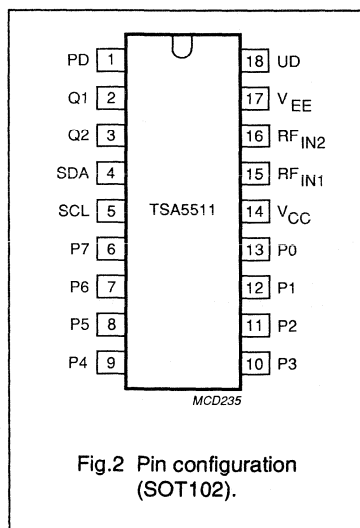 PD 1 18 UD
Q1 2 17 VEE
Q2 3 16 RFIN2
SDA 4 15 RFIN1
SCL 5 TSA5511 14 VCC
P7 6 13 P0
P6 7 12 P1
P5 8 11 P2
P4 9 10 P3
MCD235
Fig.2 Pin configuration
(SOT102).